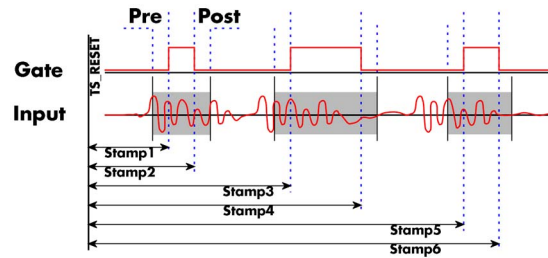 Pre Post
Gate
TS_RESET
Input
Stamp1
Stamp2
Stamp3
Stamp4
Stamp5
Stamp6